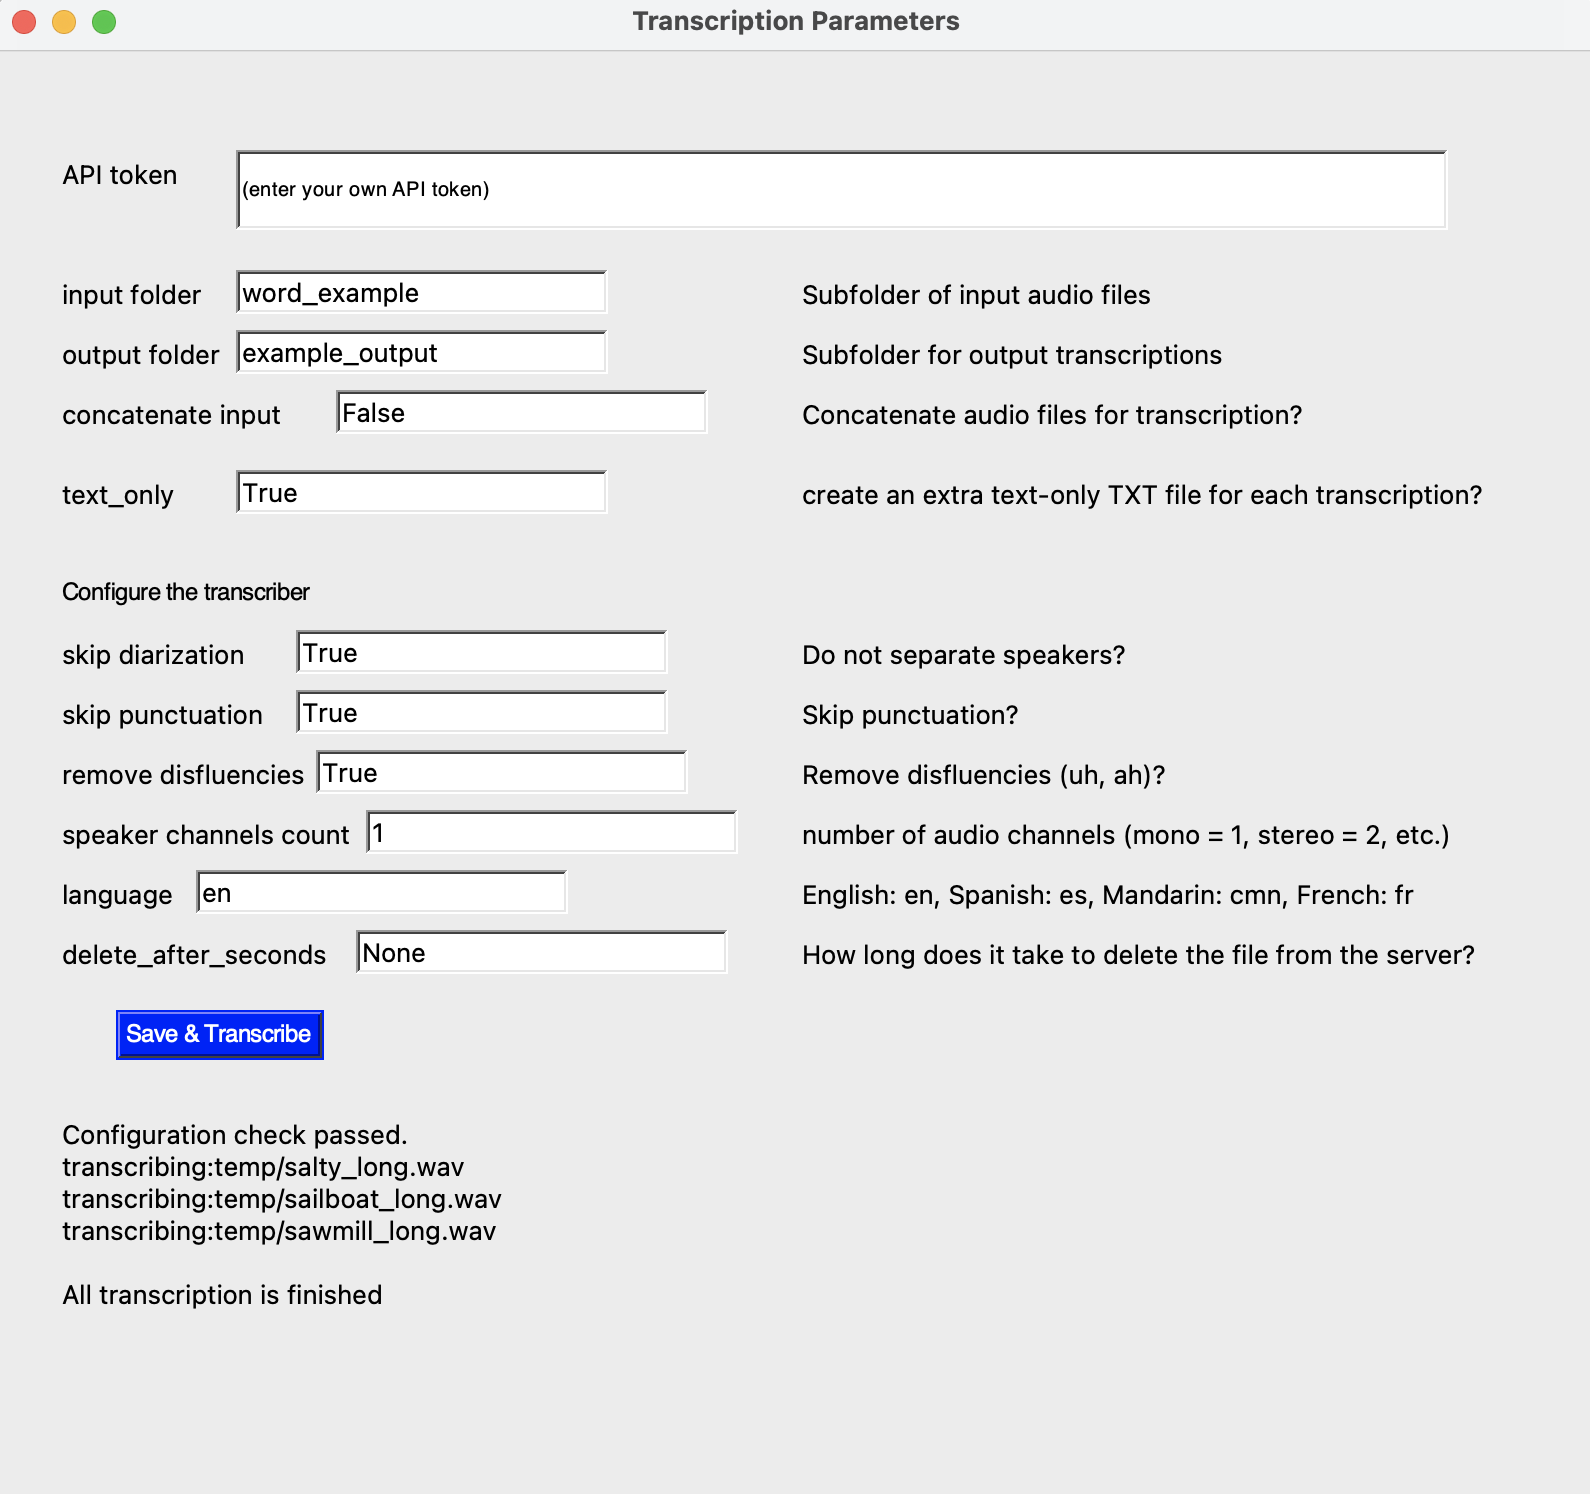 Transcription Parameters
API token (enter your own API token)
input folder word_example Subfolder of input audio files
output folder example_output Subfolder for output transcriptions
concatenate input False Concatenate audio files for transcription?
text_only True create an extra text-only TXT file for each transcription?
Configure the transcriber
skip diarization True Do not separate speakers?
skip punctuation True Skip punctuation?
remove disfluencies True Remove disfluencies (uh, ah)?
speaker channels count 1 number of audio channels (mono = 1, stereo = 2, etc.)
language en English: en, Spanish: es, Mandarin: cmn, French: fr
delete_after_seconds None How long does it take to delete the file from the server?
Save & Transcribe
Configuration check passed.
transcribing:temp/salty_long.wav
transcribing:temp/sailboat_long.wav
transcribing:temp/sawmill_long.wav
All transcription is finished